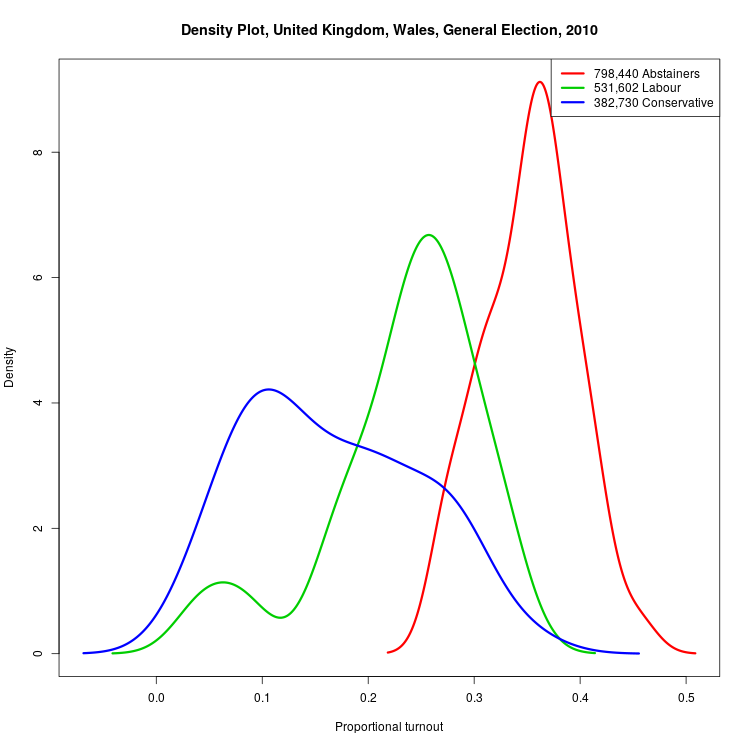 Density Plot, United Kingdom, Wales, General Election, 2010
798,440 Abstainers
531,602 Labour
382,730 Conservative
Density
8
6
4
2
0
0.0 0.1 0.2 0.3 0.4 0.5
Proportional turnout